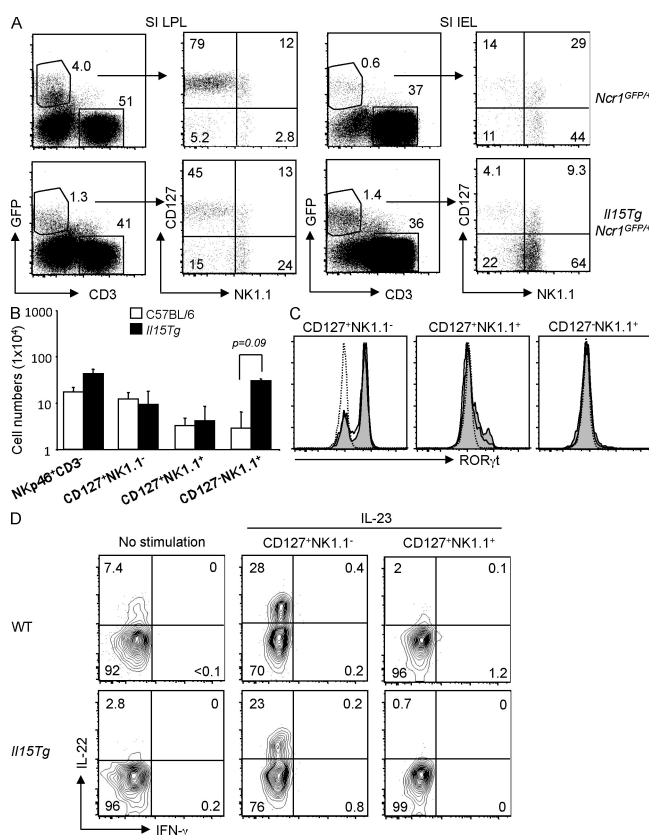 A
SI LPL
SI IEL
4.0
51
79
12
5.2
2.8
0.6
37
14
29
11
44
GFP
Ncr1GFP/+
1.3
41
45
13
15
24
GFP
CD127
CD3
NK1.1
1.4
36
4.1
9.3
22
64
GFP
CD127
CD3
NK1.1
Il15Tg
B
C57BL/6
Il15Tg
p=0.09
Cell numbers (1x10⁴)
1000
100
10
1
NKp46⁺CD3⁻
CD127⁺NK1.1⁻
CD127⁺NK1.1⁺
CD127⁻NK1.1⁺
C
CD127⁺NK1.1⁻
CD127⁺NK1.1⁺
CD127⁻NK1.1⁺
RORγt
D
IL-23
No stimulation
CD127⁺NK1.1⁻
CD127⁺NK1.1⁺
WT
7.4
0
92
<0.1
28
0.4
70
0.2
2
0.1
96
1.2
Il15Tg
2.8
0
96
0.2
23
0.2
76
0.8
0.7
0
99
0
IL-22
IFN-γ